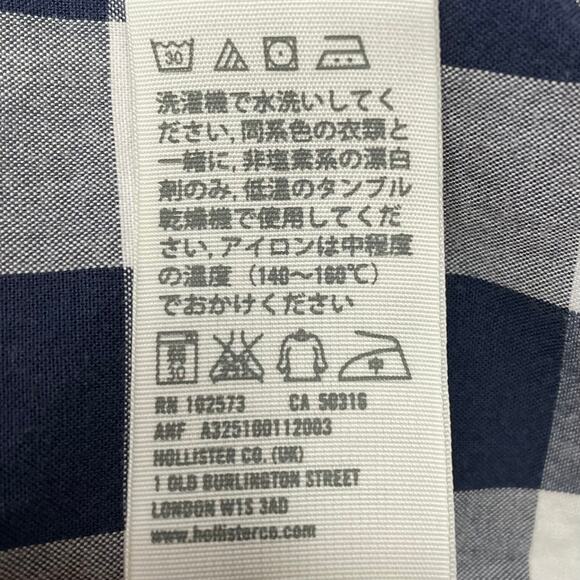 30
洗濯機で水洗いしてく
ださい, 同系色の衣類と
一緒に, 非塩素系の漂白
剤のみ, 低温のタンブル
乾燥機で使用してくだ
さい, アイロンは中程度
の温度 (140～160℃)
でおかけください
弱 30 中
RN 102573 CA 50316
ANF A325100112003
HOLLISTER CO. (UK)
1 OLD BURLINGTON STREET
LONDON W1S 3AD
www.hollisterco.com